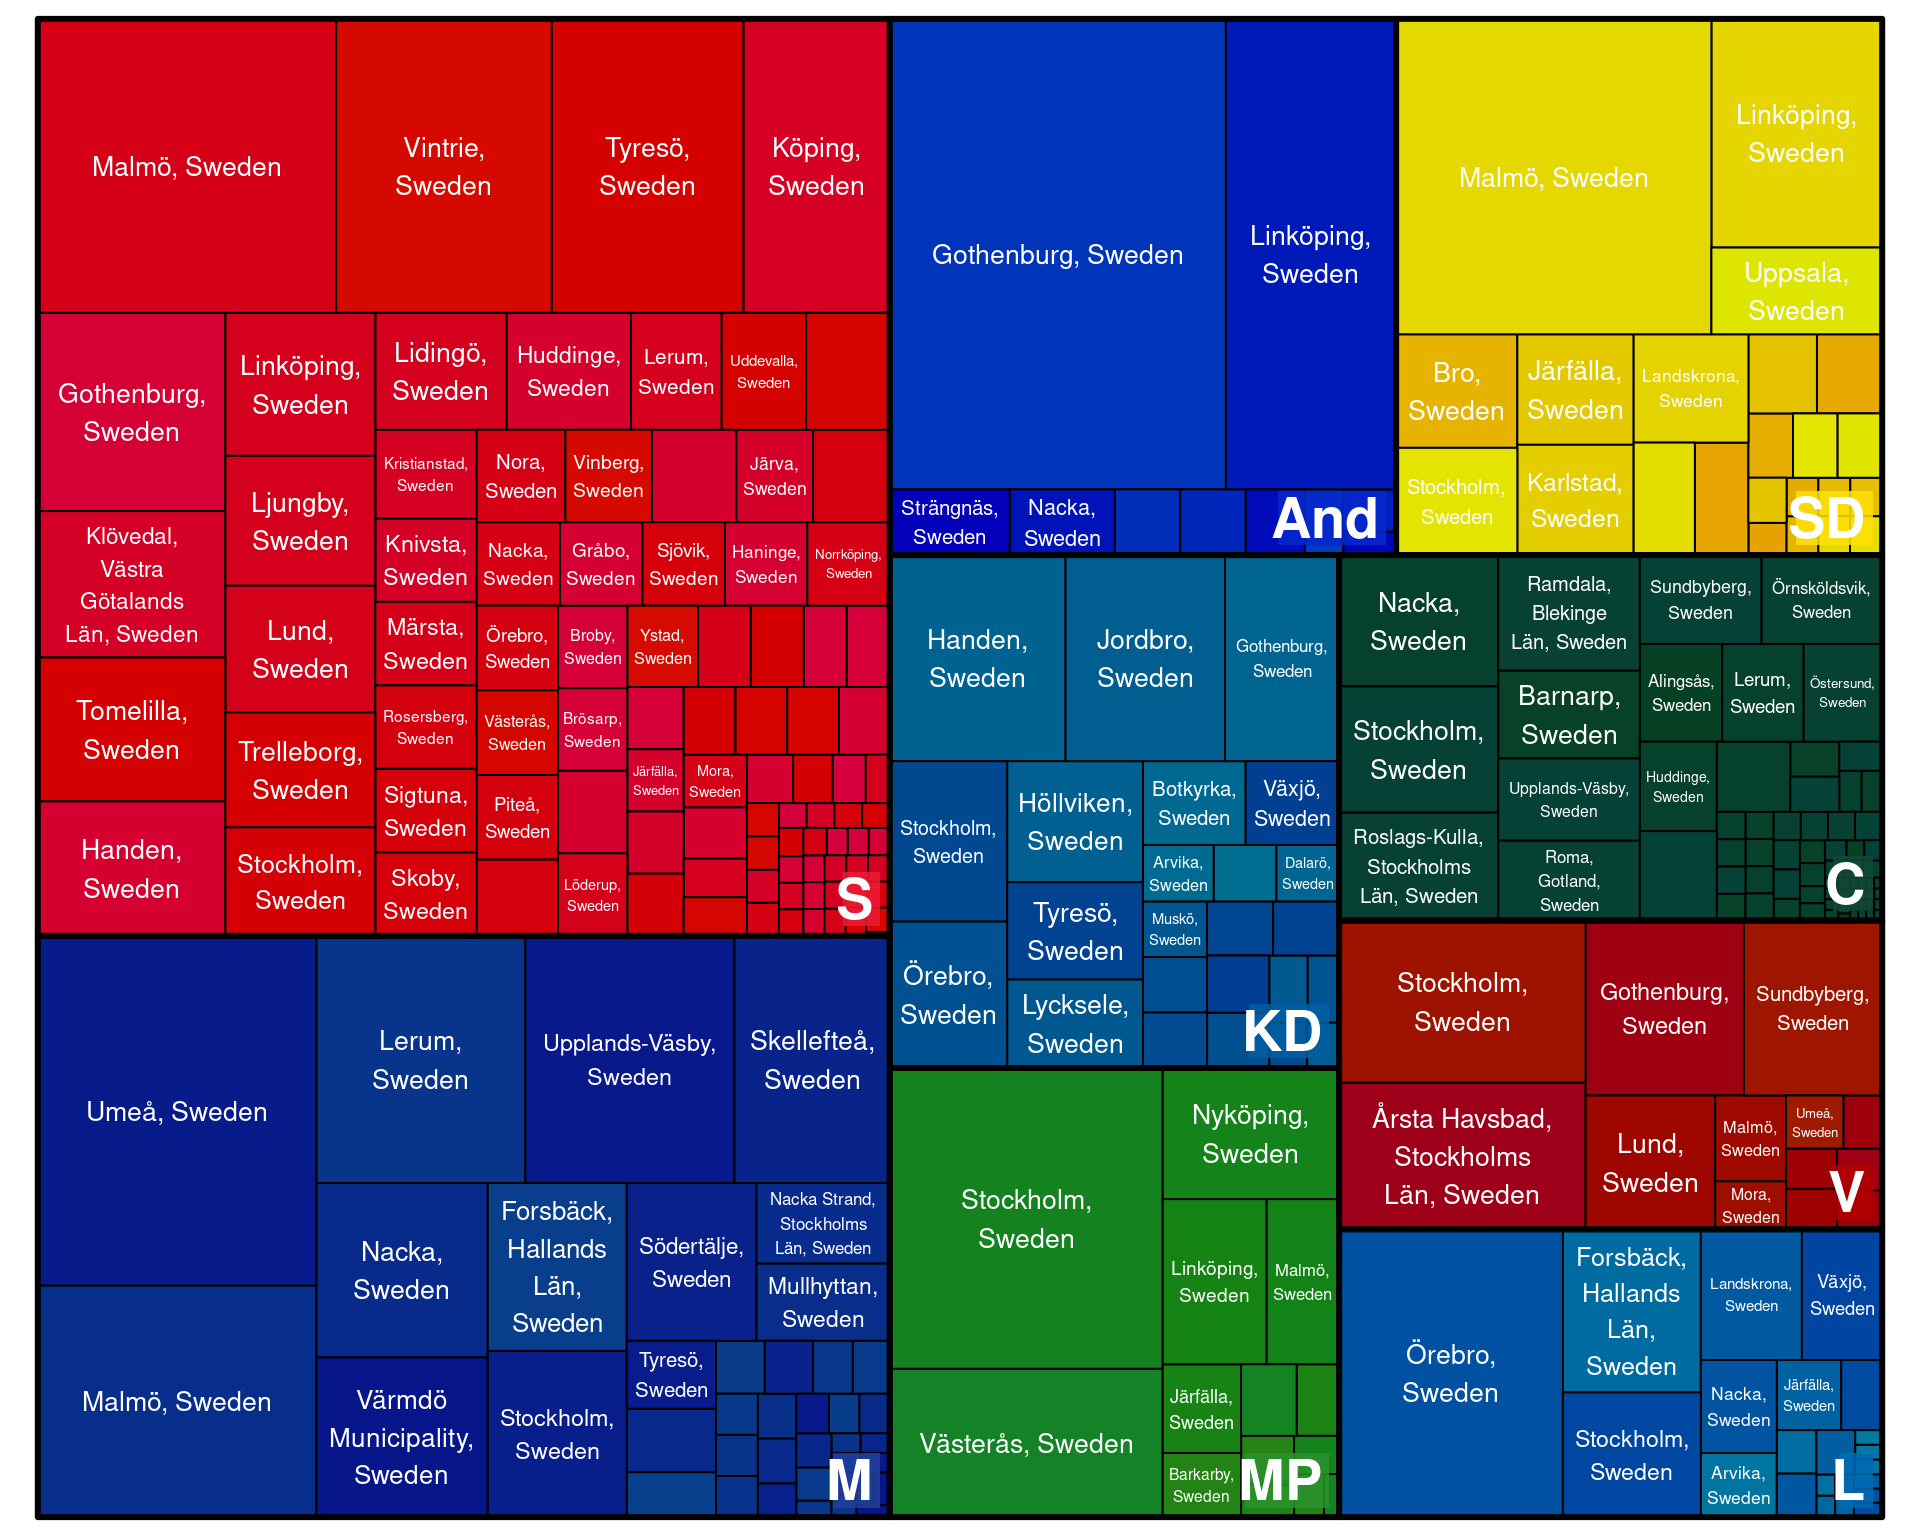 Malmö, Sweden
Vintrie,
Sweden
Tyresö,
Sweden
Köping,
Sweden
Gothenburg,
Sweden
Linköping,
Sweden
Lidingö,
Sweden
Huddinge,
Sweden
Lerum,
Sweden
Uddevalla,
Sweden
Kristianstad,
Sweden
Nora,
Sweden
Vinberg,
Sweden
Järva,
Sweden
Ljungby,
Sweden
Klövedal,
Västra
Götalands
Län, Sweden
Knivsta,
Sweden
Nacka,
Sweden
Gråbo,
Sweden
Sjövik,
Sweden
Haninge,
Sweden
Norrköping,
Sweden
Lund,
Sweden
Märsta,
Sweden
Örebro,
Sweden
Broby,
Sweden
Ystad,
Sweden
Tomelilla,
Sweden
Trelleborg,
Sweden
Rosersberg,
Sweden
Västerås,
Sweden
Brösarp,
Sweden
Järfälla,
Sweden
Mora,
Sweden
Sigtuna,
Sweden
Piteå,
Sweden
Handen,
Sweden
Stockholm,
Sweden
Skoby,
Sweden
Löderup,
Sweden
S
Umeå, Sweden
Lerum,
Sweden
Upplands-Väsby,
Sweden
Skellefteå,
Sweden
Malmö, Sweden
Nacka,
Sweden
Forsbäck,
Hallands
Län,
Sweden
Södertälje,
Sweden
Nacka Strand,
Stockholms
Län, Sweden
Mullhyttan,
Sweden
Värmdö
Municipality,
Sweden
Stockholm,
Sweden
Tyresö,
Sweden
M
Gothenburg, Sweden
Linköping,
Sweden
Strängnäs,
Sweden
Nacka,
Sweden
And
Malmö, Sweden
Linköping,
Sweden
Uppsala,
Sweden
Bro,
Sweden
Järfälla,
Sweden
Landskrona,
Sweden
Stockholm,
Sweden
Karlstad,
Sweden
SD
Handen,
Sweden
Jordbro,
Sweden
Gothenburg,
Sweden
Stockholm,
Sweden
Höllviken,
Sweden
Botkyrka,
Sweden
Växjö,
Sweden
Arvika,
Sweden
Dalarö,
Sweden
Tyresö,
Sweden
Muskö,
Sweden
Örebro,
Sweden
Lycksele,
Sweden
KD
Nacka,
Sweden
Ramdala,
Blekinge
Län, Sweden
Sundbyberg,
Sweden
Örnsköldsvik,
Sweden
Stockholm,
Sweden
Barnarp,
Sweden
Alingsås,
Sweden
Lerum,
Sweden
Östersund,
Sweden
Upplands-Väsby,
Sweden
Huddinge,
Sweden
Roslags-Kulla,
Stockholms
Län, Sweden
Roma,
Gotland,
Sweden
C
Stockholm,
Sweden
Nyköping,
Sweden
Linköping,
Sweden
Malmö,
Sweden
Västerås, Sweden
Järfälla,
Sweden
Barkarby,
Sweden
MP
Stockholm,
Sweden
Gothenburg,
Sweden
Sundbyberg,
Sweden
Årsta Havsbad,
Stockholms
Län, Sweden
Lund,
Sweden
Malmö,
Sweden
Umeå,
Sweden
Mora,
Sweden
V
Örebro,
Sweden
Forsbäck,
Hallands
Län,
Sweden
Landskrona,
Sweden
Växjö,
Sweden
Stockholm,
Sweden
Nacka,
Sweden
Järfälla,
Sweden
Arvika,
Sweden
L